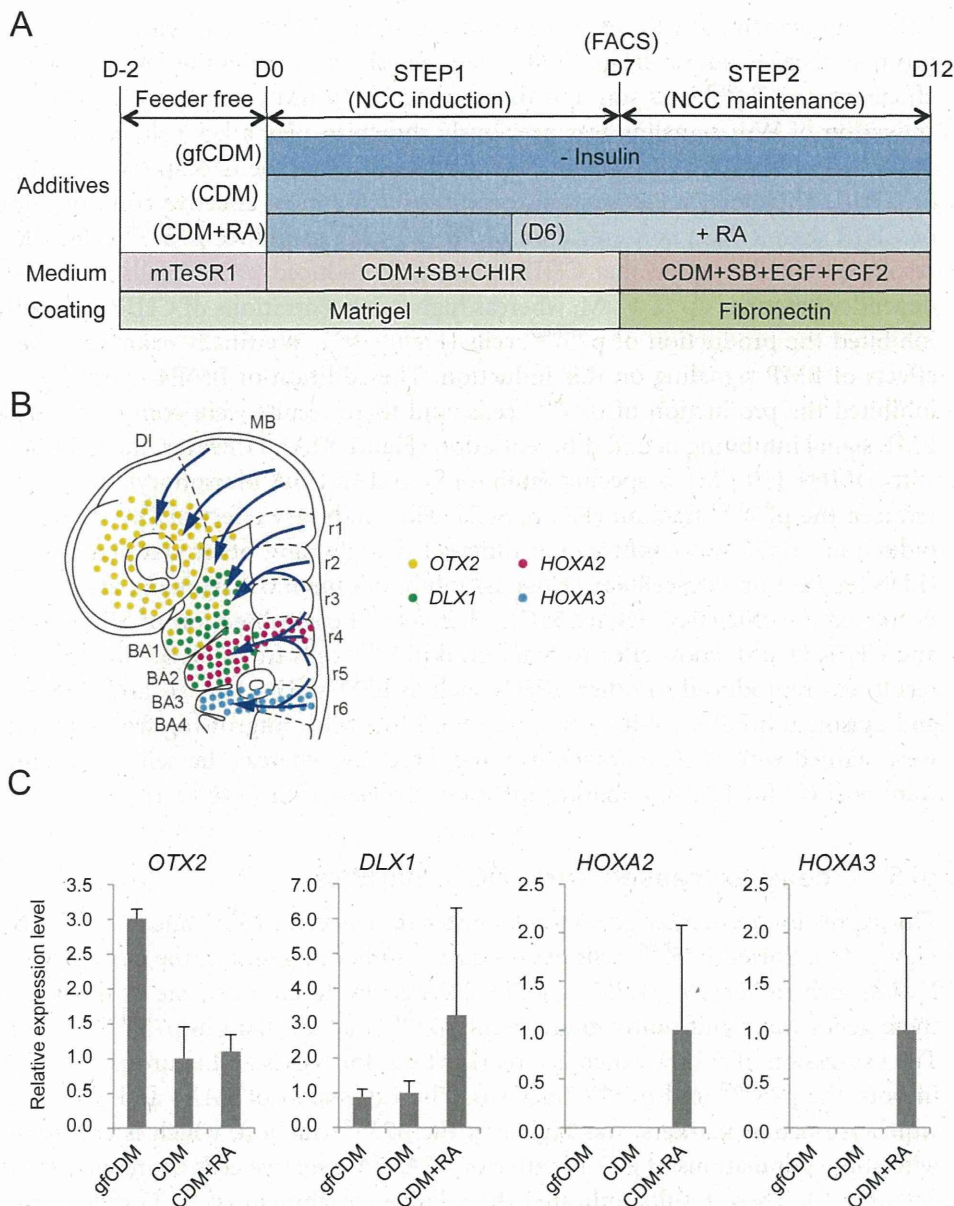 A
(FACS)
D-2 D0 STEP1 D7 STEP2 D12
Feeder free (NCC induction) (NCC maintenance)
Additives
(gfCDM) - Insulin
(CDM)
(CDM+RA) (D6) + RA
Medium mTeSR1 CDM+SB+CHIR CDM+SB+EGF+FGF2
Coating Matrigel Fibronectin
B
DI MB
r1
r2
r3
r4
r5
r6
BA1
BA2
BA3
BA4
OTX2 HOXA2
DLX1 HOXA3
C
Relative expression level
OTX2
3.5
3.0
2.5
2.0
1.5
1.0
0.5
0.0
gfCDM CDM CDM+RA
DLX1
7.0
6.0
5.0
4.0
3.0
2.0
1.0
0.0
gfCDM CDM CDM+RA
HOXA2
2.5
2.0
1.5
1.0
0.5
0.0
gfCDM CDM CDM+RA
HOXA3
2.5
2.0
1.5
1.0
0.5
0.0
gfCDM CDM CDM+RA